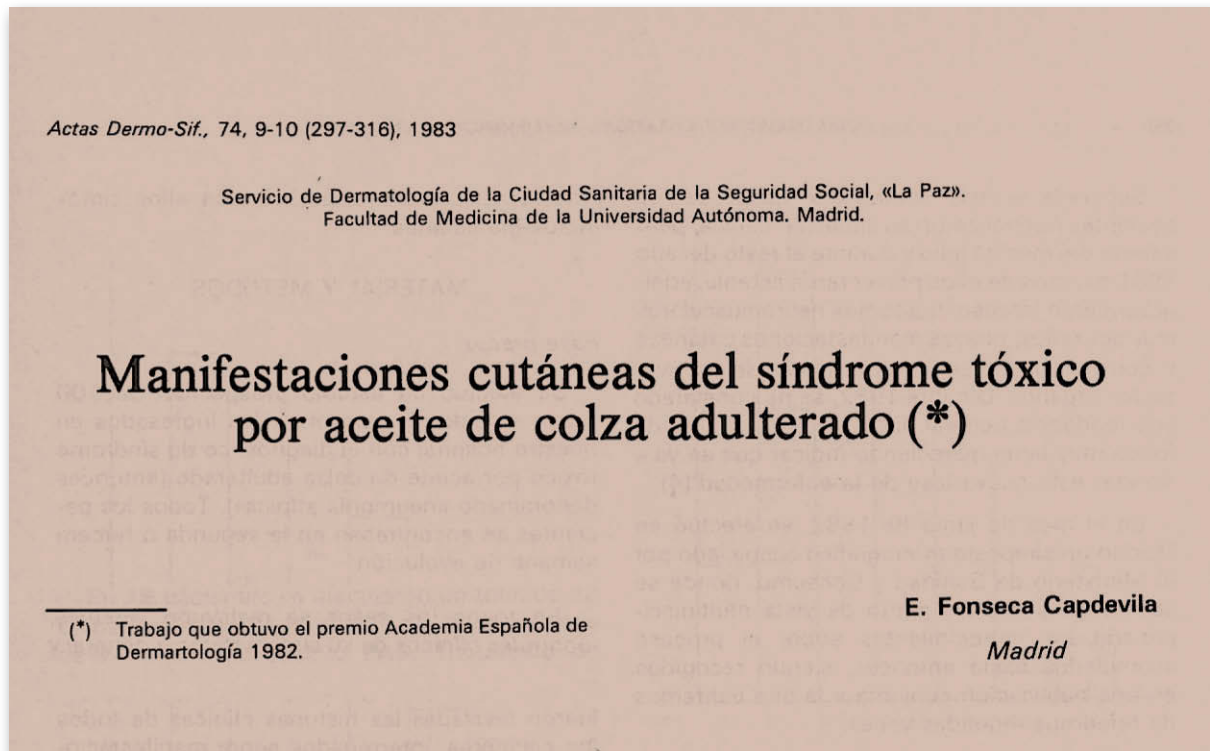 Actas Dermo-Sif., 74, 9-10 (297-316), 1983
Servicio de Dermatología de la Ciudad Sanitaria de la Seguridad Social, «La Paz».
Facultad de Medicina de la Universidad Autónoma. Madrid.
Manifestaciones cutáneas del síndrome tóxico
por aceite de colza adulterado (*)
E. Fonseca Capdevila
Madrid
(*) Trabajo que obtuvo el premio Academia Española de
Dermartología 1982.